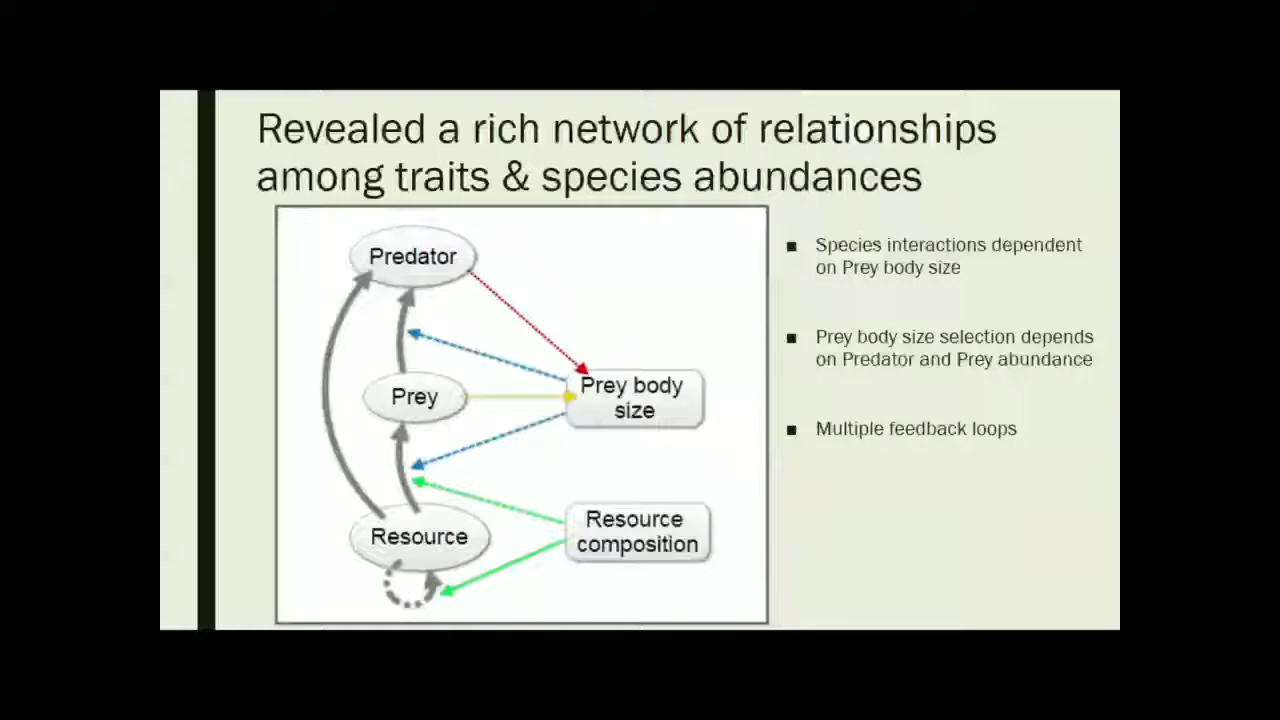 Revealed a rich network of relationships
among traits & species abundances
Predator
Prey
Resource
Prey body
size
Resource
composition
■ Species interactions dependent
on Prey body size
■ Prey body size selection depends
on Predator and Prey abundance
■ Multiple feedback loops